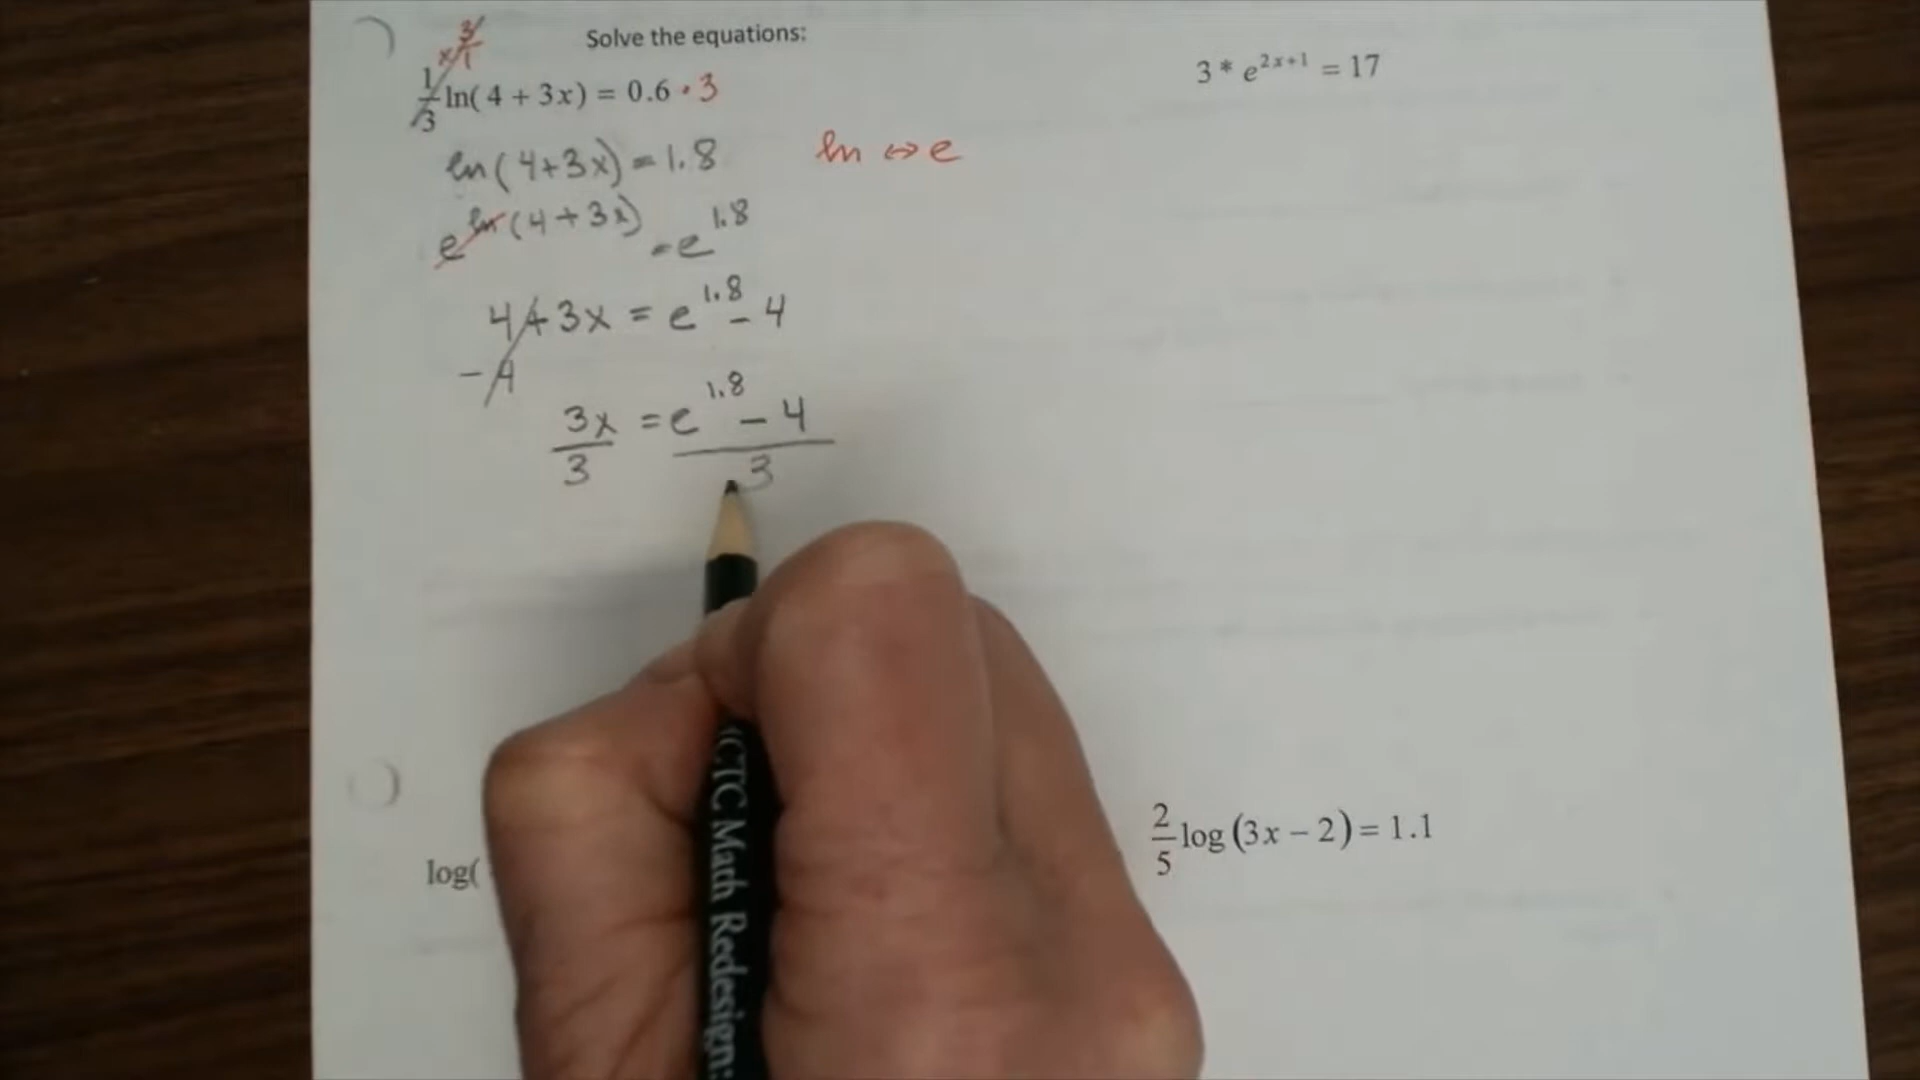 Solve the equations:
x 3/1
1/3 ln( 4 + 3x) = 0.6 • 3
ln(4+3x) = 1.8
ln ↔ e
e^ln(4+3x) = e^1.8
4+3x = e^1.8 - 4
-4
3x/3 = e^1.8 - 4/3
3 * e^2x+1 = 17
log(
2/5 log (3x – 2) = 1.1
ICTC Math Redesign: